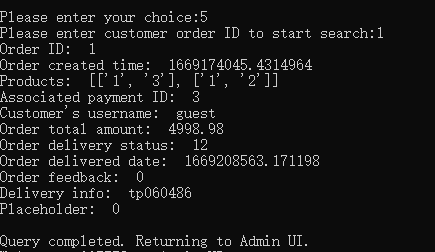 Please enter your choice:5
Please enter customer order ID to start search:1
Order ID:  1
Order created time:  1669174045.4314964
Products:  [['1', '3'], ['1', '2']]
Associated payment ID:  3
Customer's username:  guest
Order total amount:  4998.98
Order delivery status:  12
Order delivered date:  1669208563.171198
Order feedback:  0
Delivery info:  tp060486
Placeholder:  0

Query completed. Returning to Admin UI.